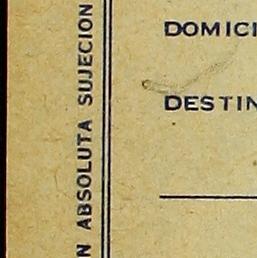 DOMICI
DESTIN
N ABSOLUTA SUJECION